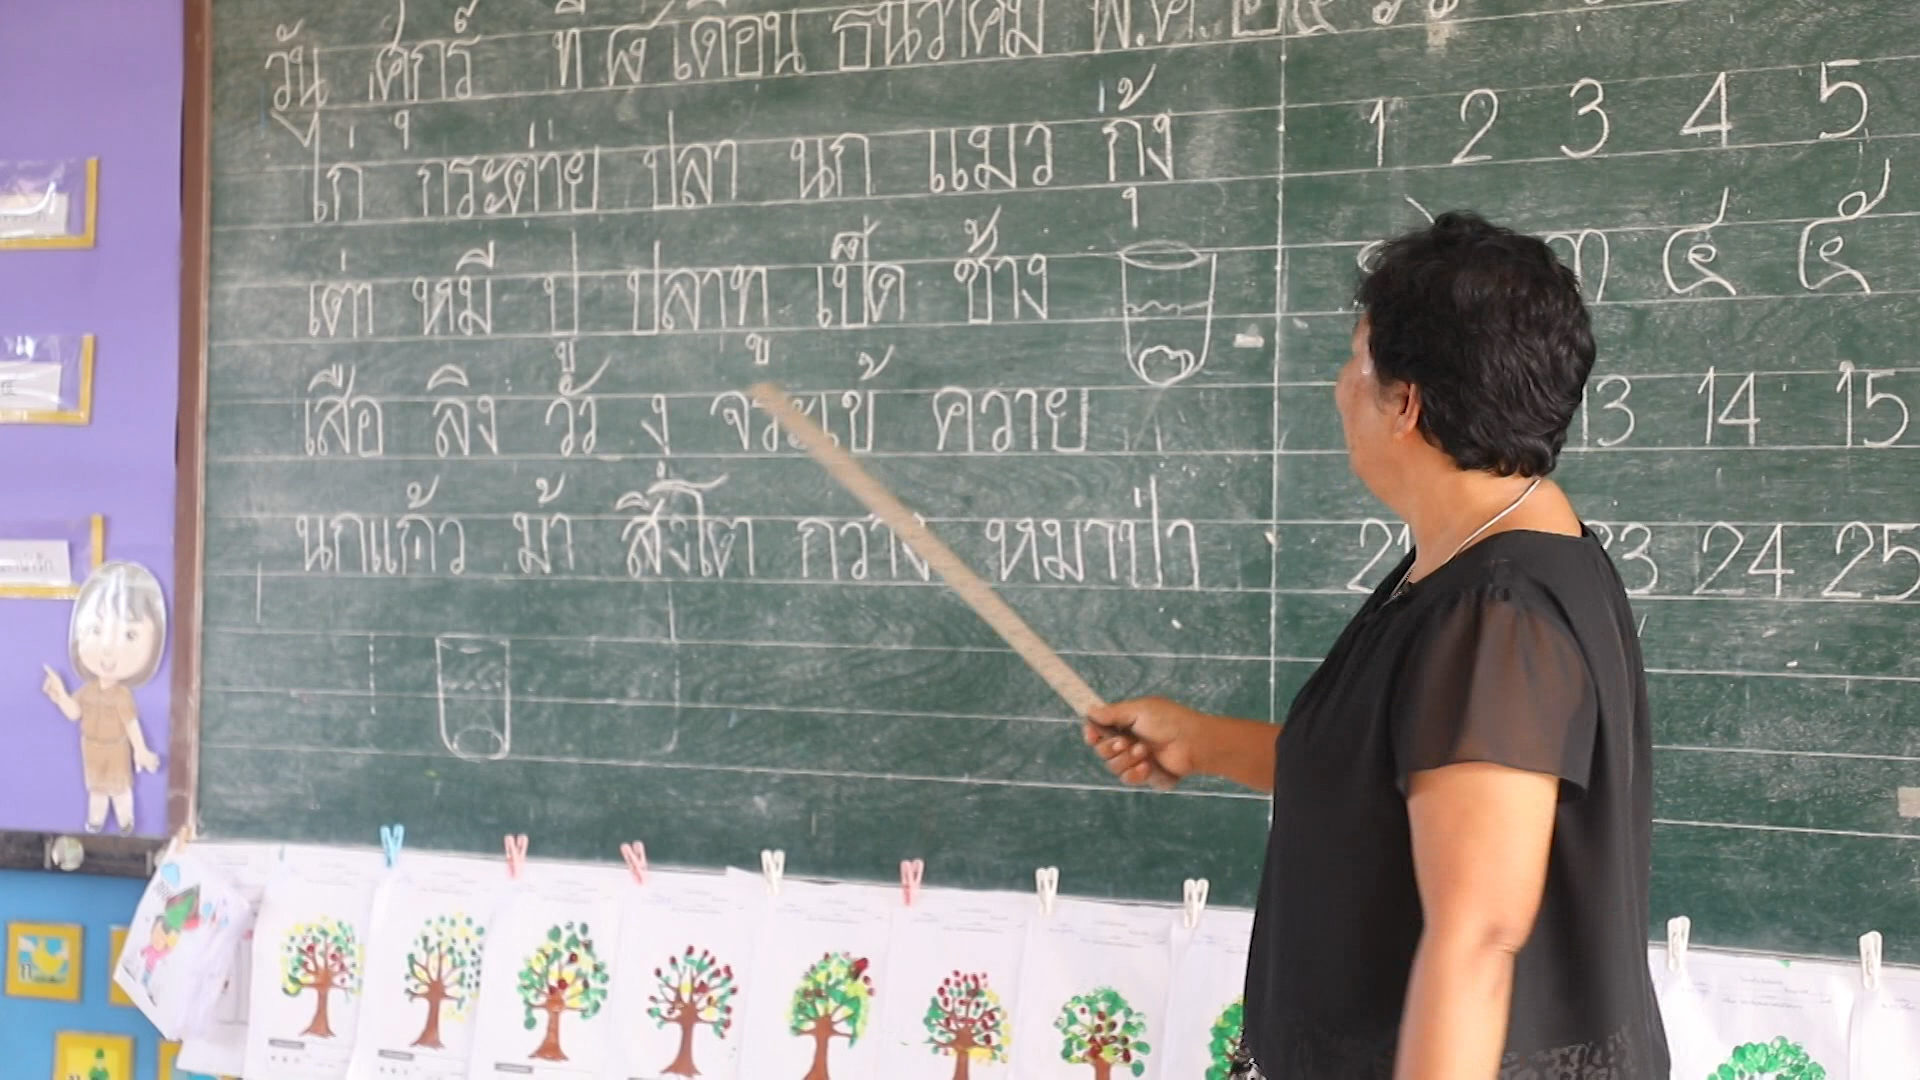 วัน ศุกร์ ที่ ๘ เดือน ธันวาคม พ.ศ. ๒๕
ไก่ กระต่าย ปลา นก แมว กุ้ง
เต่า หมี ปู ปลาทู เป็ด ช้าง
เสือ ลิง วัว งู จระเข้ ควาย
นกแก้ว ม้า สิงโต กวาง หมาป่า
1 2 3 4 5
๓ ๔ ๕
13 14 15
21 23 24 25